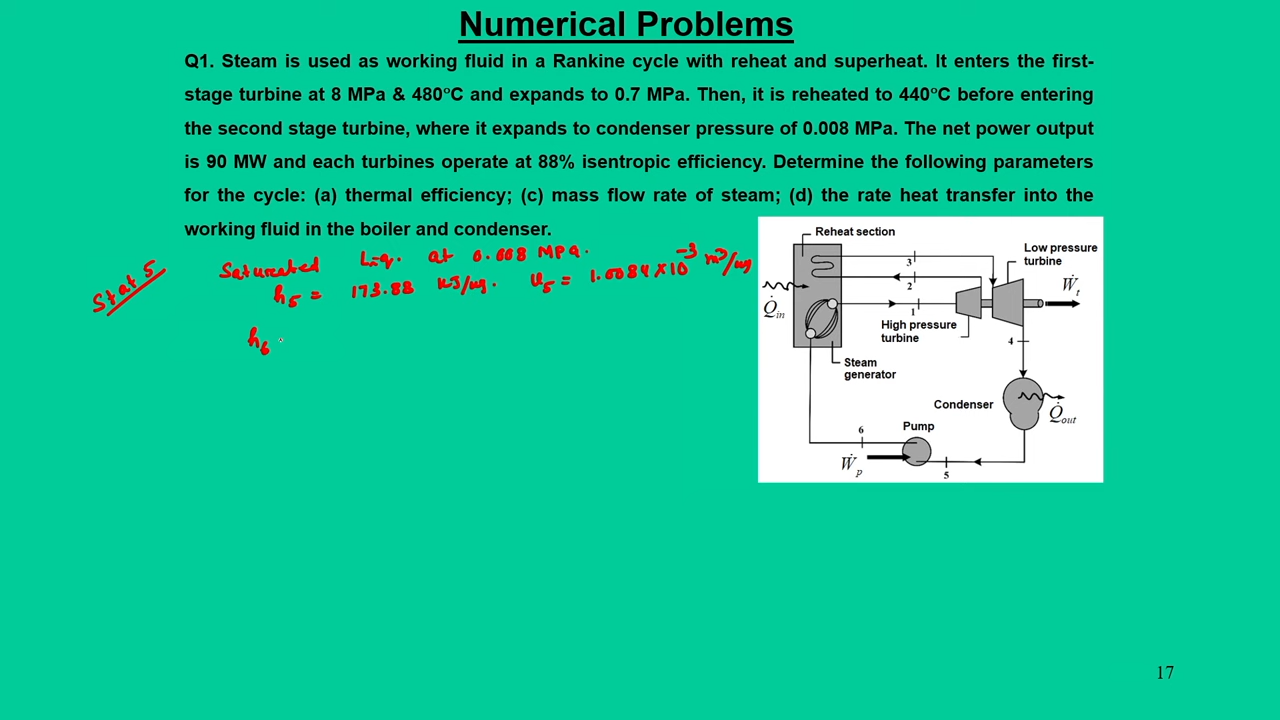 Numerical Problems
Q1. Steam is used as working fluid in a Rankine cycle with reheat and superheat. It enters the first-
stage turbine at 8 MPa & 480°C and expands to 0.7 MPa. Then, it is reheated to 440°C before entering
the second stage turbine, where it expands to condenser pressure of 0.008 MPa. The net power output
is 90 MW and each turbines operate at 88% isentropic efficiency. Determine the following parameters
for the cycle: (a) thermal efficiency; (c) mass flow rate of steam; (d) the rate heat transfer into the
working fluid in the boiler and condenser.
Stat 5
Saturated Liq. at 0.008 MPa.
h5 = 173.88 kJ/kg. v5 = 1.0084 × 10^-3 m^3/kg
h6
Reheat section
Low pressure
turbine
Ẇt
3
2
1
Q̇in
High pressure
turbine
4
Steam
generator
Condenser
Q̇out
Pump
6
Ẇp
5
17